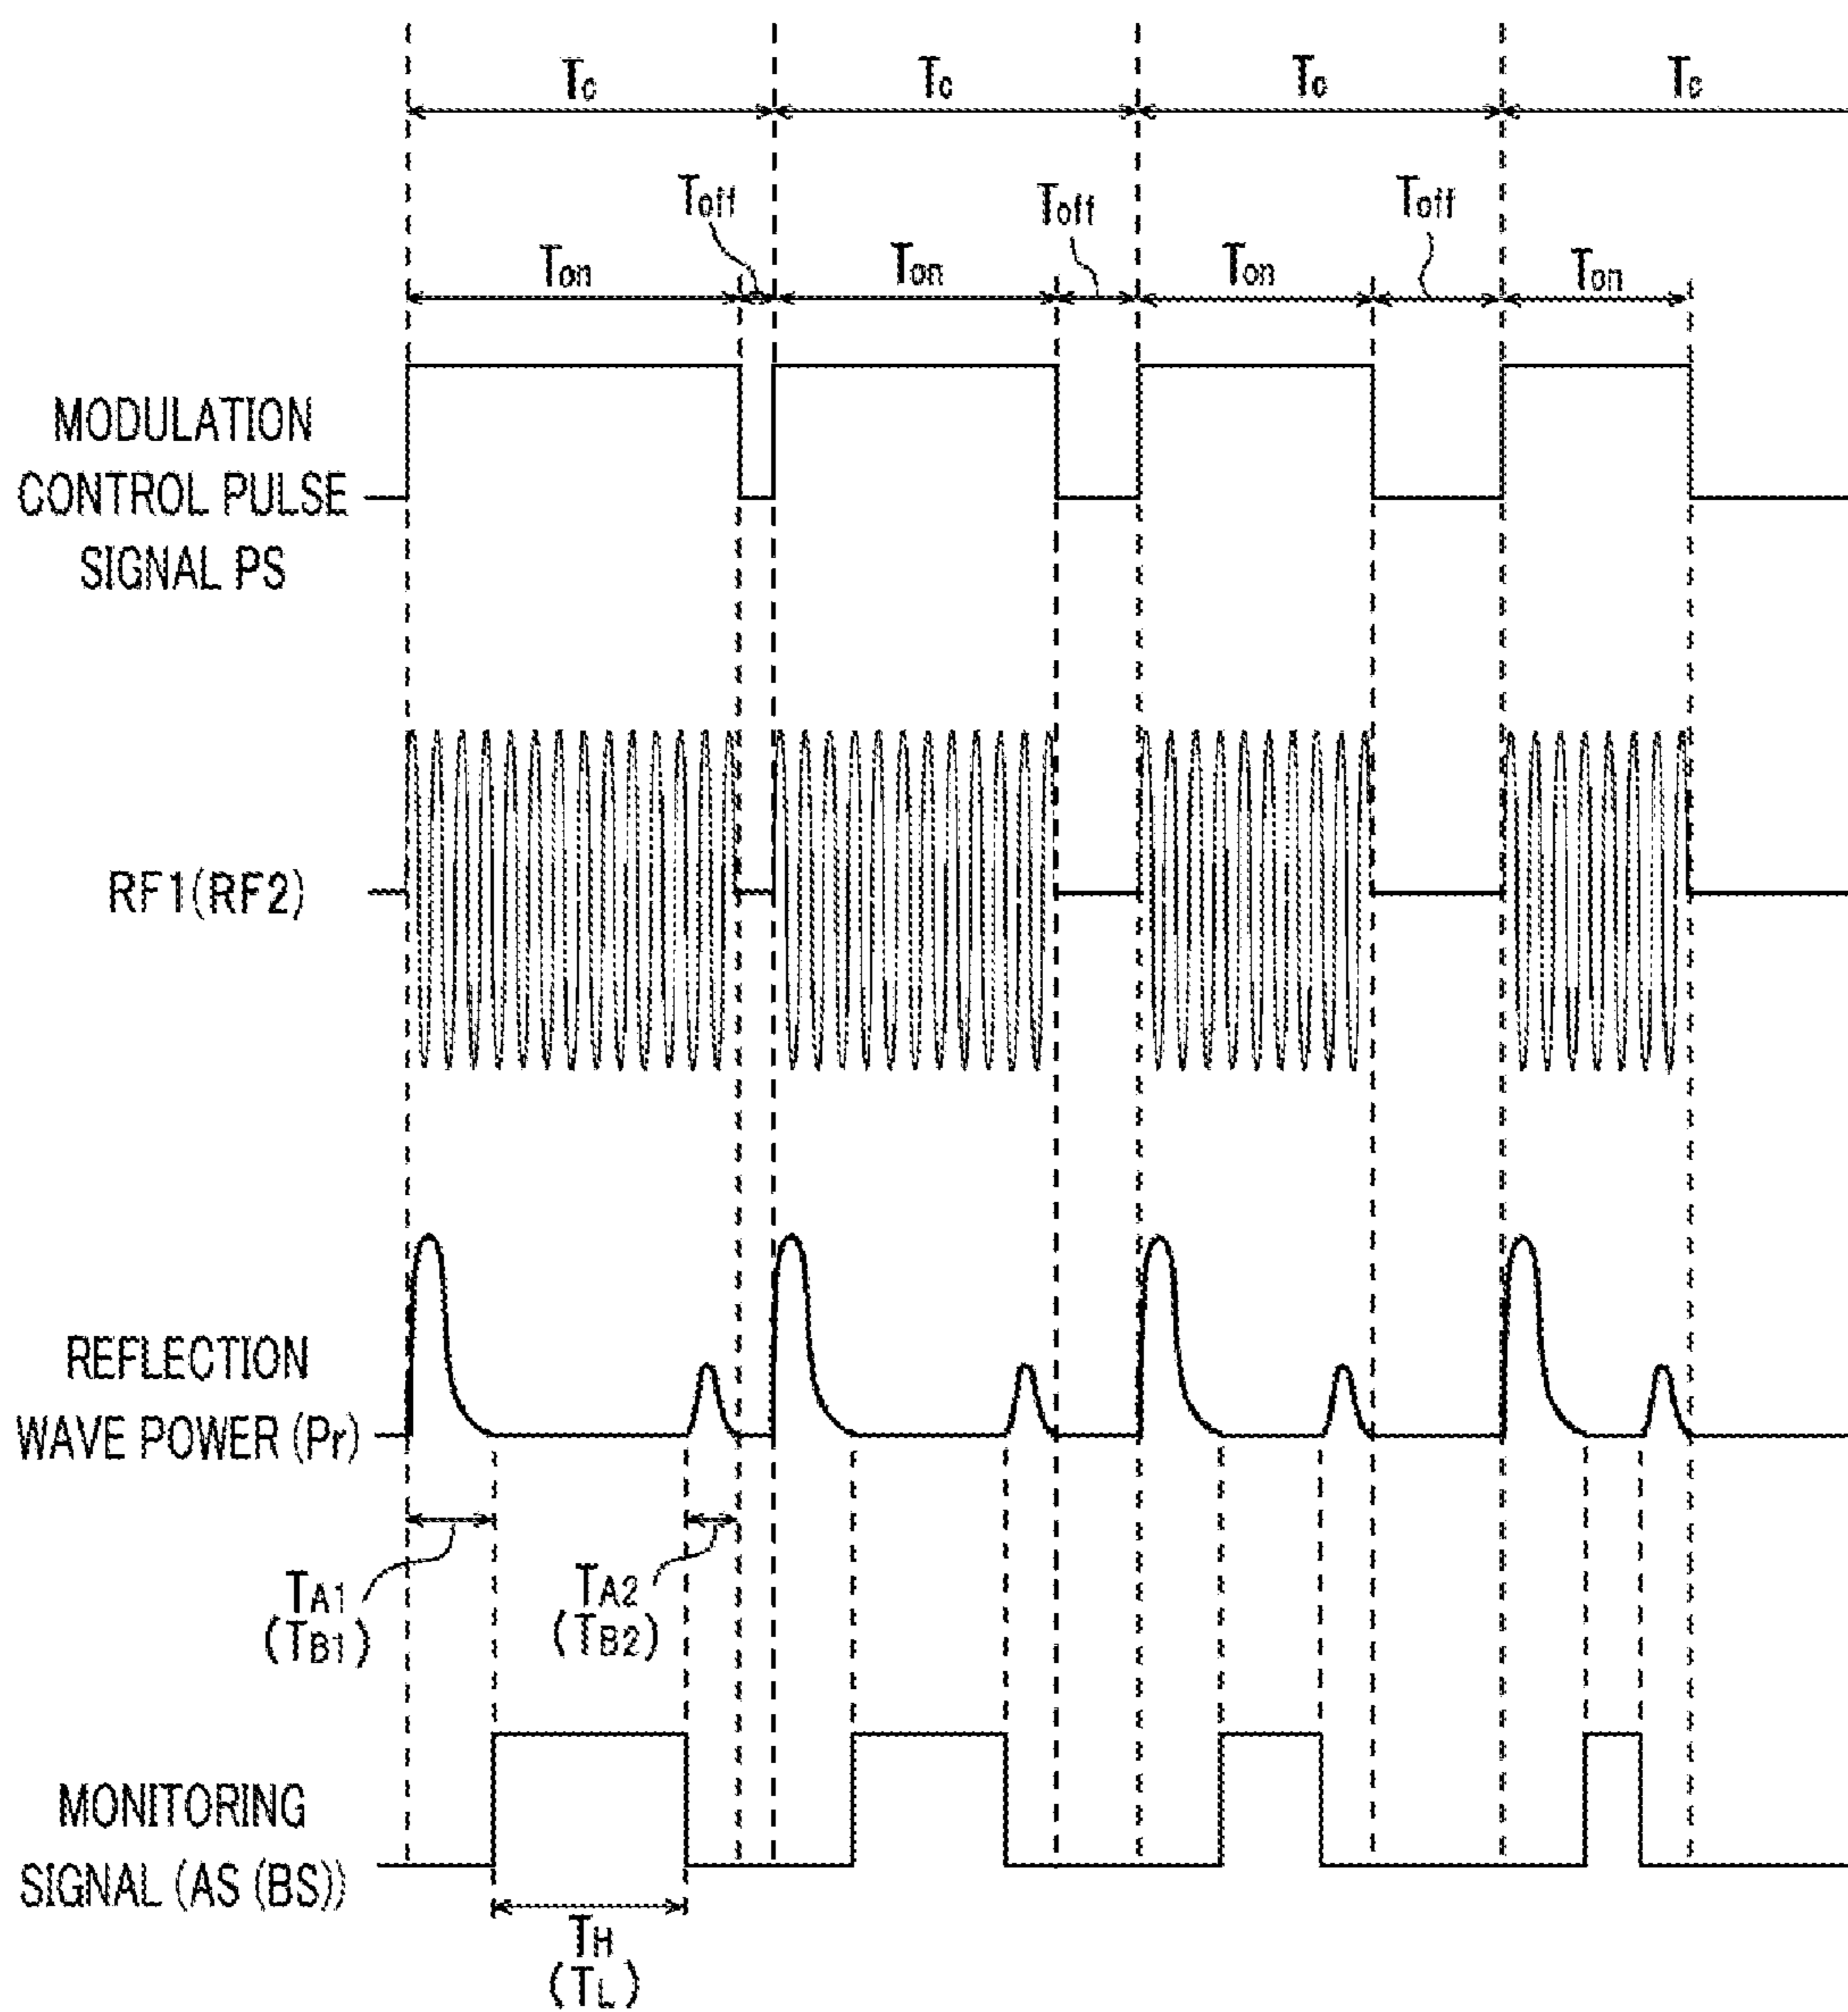 Tc Tc Tc Tc
Toff Toff Toff
Ton Ton Ton Ton
MODULATION
CONTROL PULSE
SIGNAL PS
RF1(RF2)
REFLECTION
WAVE POWER (Pr)
TA1
(TB1)
TA2
(TB2)
MONITORING
SIGNAL (AS (BS))
TH
(TL)